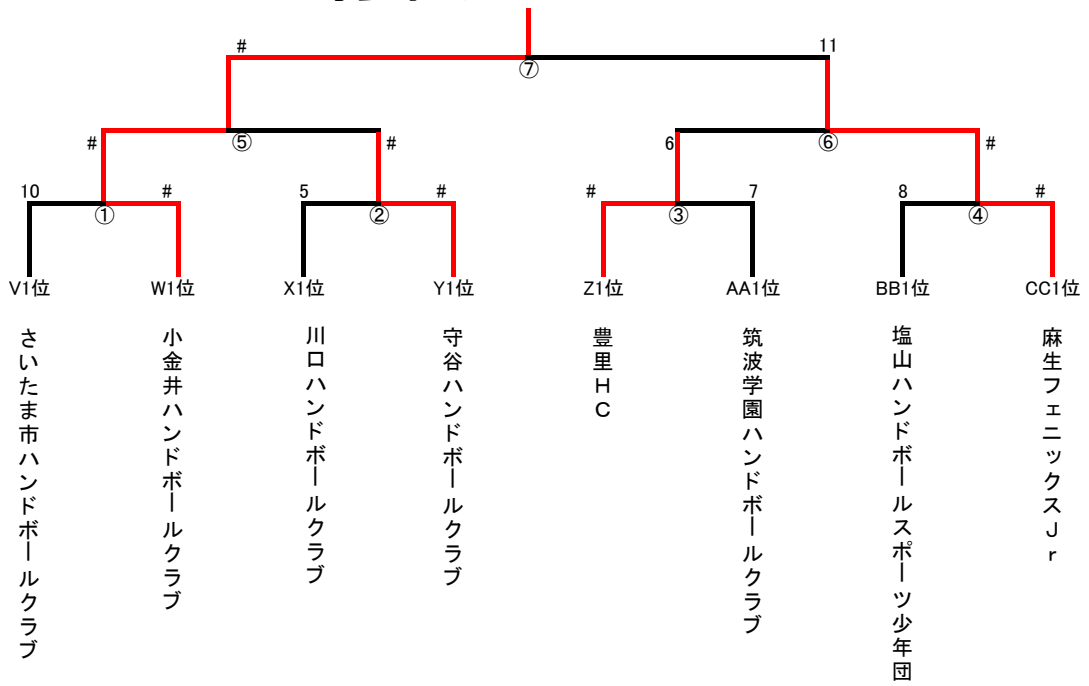 # 11
⑦
# ⑤ # 6 ⑥ #
10 # 5 # # 7 8 #
① ② ③ ④
V1位 W1位 X1位 Y1位 Z1位 AA1位 BB1位 CC1位
さいたま市ハンドボールクラブ
小金井ハンドボールクラブ
川口ハンドボールクラブ
守谷ハンドボールクラブ
豊里HC
筑波学園ハンドボールクラブ
塩山ハンドボールスポーツ少年団
麻生フェニックスJr